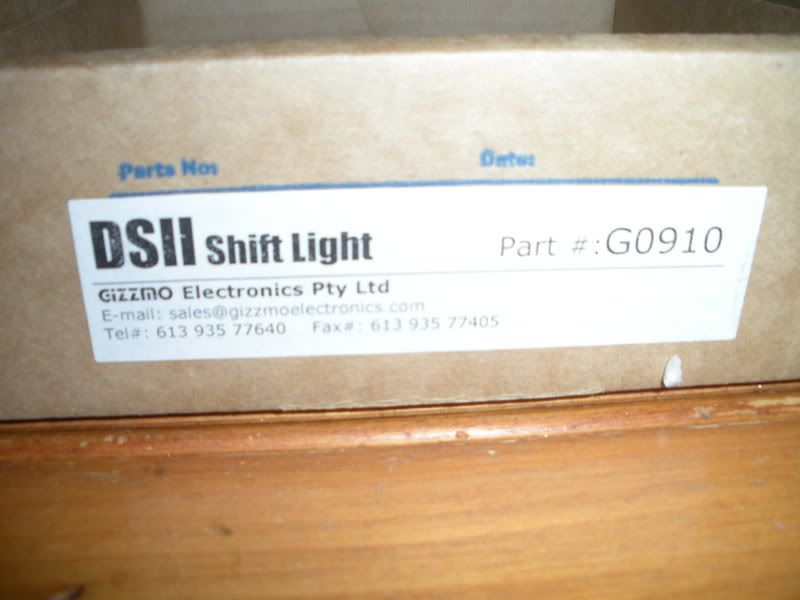 Parts No: Date:
DSII Shift Light Part #:G0910
GIZZMO Electronics Pty Ltd
E-mail: sales@gizzmoelectronics.com
Tel#: 613 935 77640 Fax#: 613 935 77405